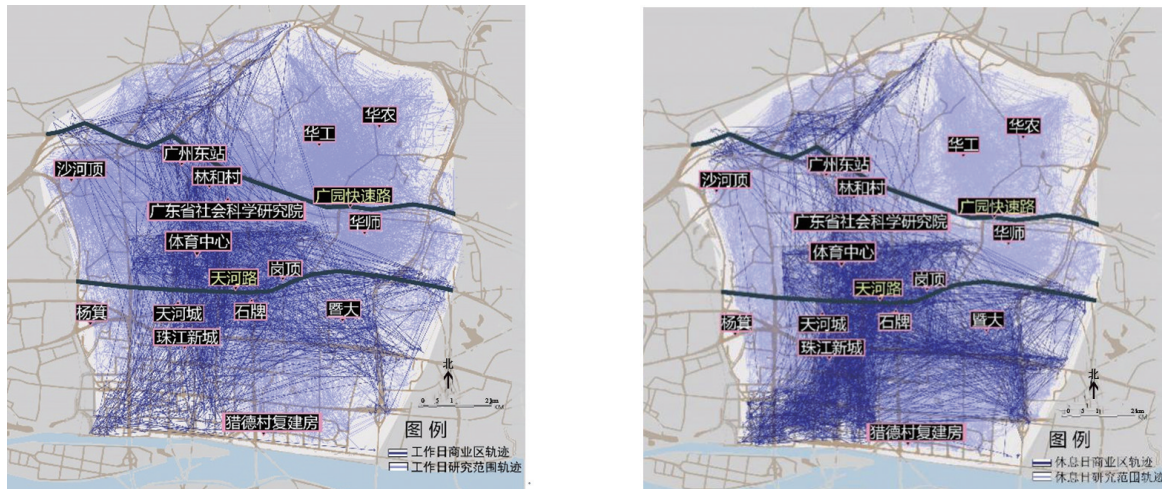 华农
华工
广州东站
沙河顶
林和村
广园快速路
广东省社会科学研究院
华师
体育中心
岗顶
天河路
杨箕
天河城
石牌
暨大
珠江新城
北
猎德村复建房
图例
工作日商业区轨迹
工作日研究范围轨迹
华农
华工
广州东站
沙河顶
林和村
广园快速路
广东省社会科学研究院
华师
体育中心
岗顶
天河路
杨箕
天河城
石牌
暨大
珠江新城
北
猎德村复建房
图例
休息日商业区轨迹
休息日研究范围轨迹